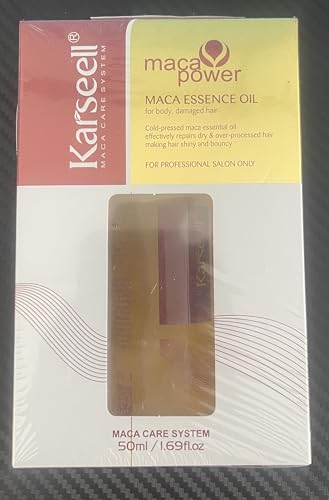 Karseell®
MACA CARE SYSTEM
maca
power
MACA ESSENCE OIL
for body, damaged hair
Cold-pressed maca essential oil
effectively repairs dry & over-processed hair
making hair shiny and bouncy
FOR PROFESSIONAL SALON ONLY
Karseell
MACA CARE SYSTEM
50ml / 1.69fl.oz